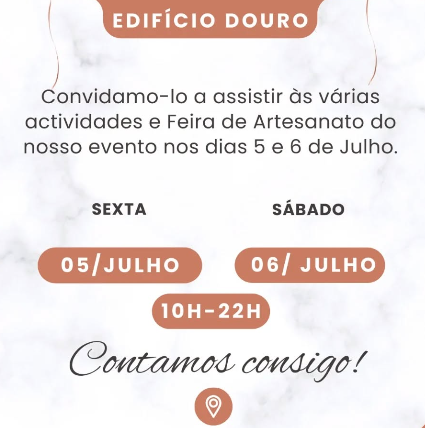 EDIFÍCIO DOURO
Convidamo-lo a assistir às várias
actividades e Feira de Artesanato do
nosso evento nos dias 5 e 6 de Julho.
SEXTA
SÁBADO
05/JULHO
06/ JULHO
10H-22H
Contamos consigo!